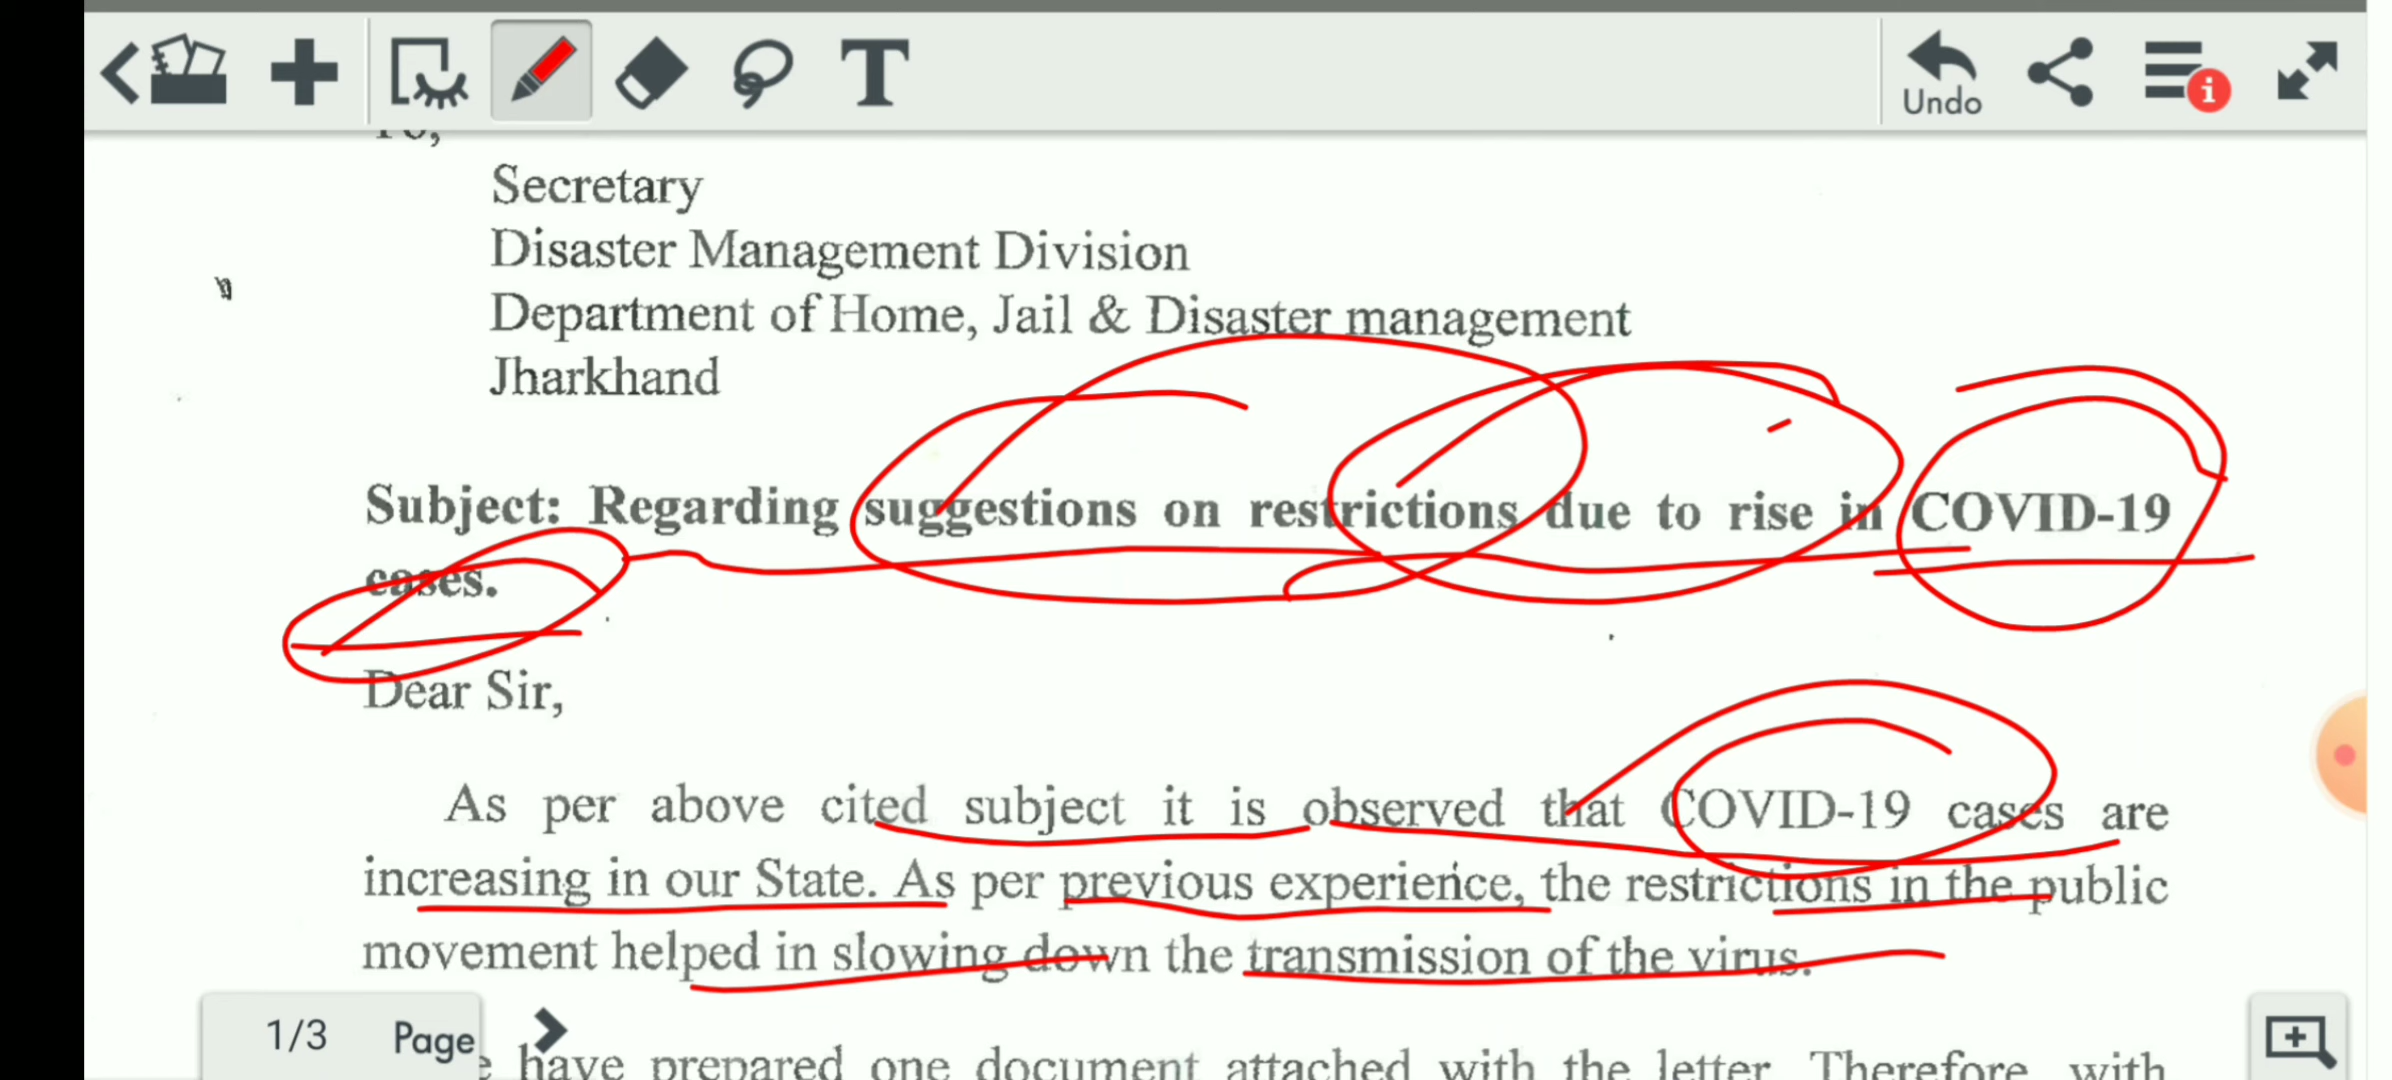 Undo
To,
Secretary
Disaster Management Division
Department of Home, Jail & Disaster management
Jharkhand
Subject: Regarding suggestions on restrictions due to rise in COVID-19
cases.
Dear Sir,
As per above cited subject it is observed that COVID-19 cases are
increasing in our State. As per previous experience, the restrictions in the public
movement helped in slowing down the transmission of the virus.
1/3 Page
have prepared one document attached with the letter. Therefore, with